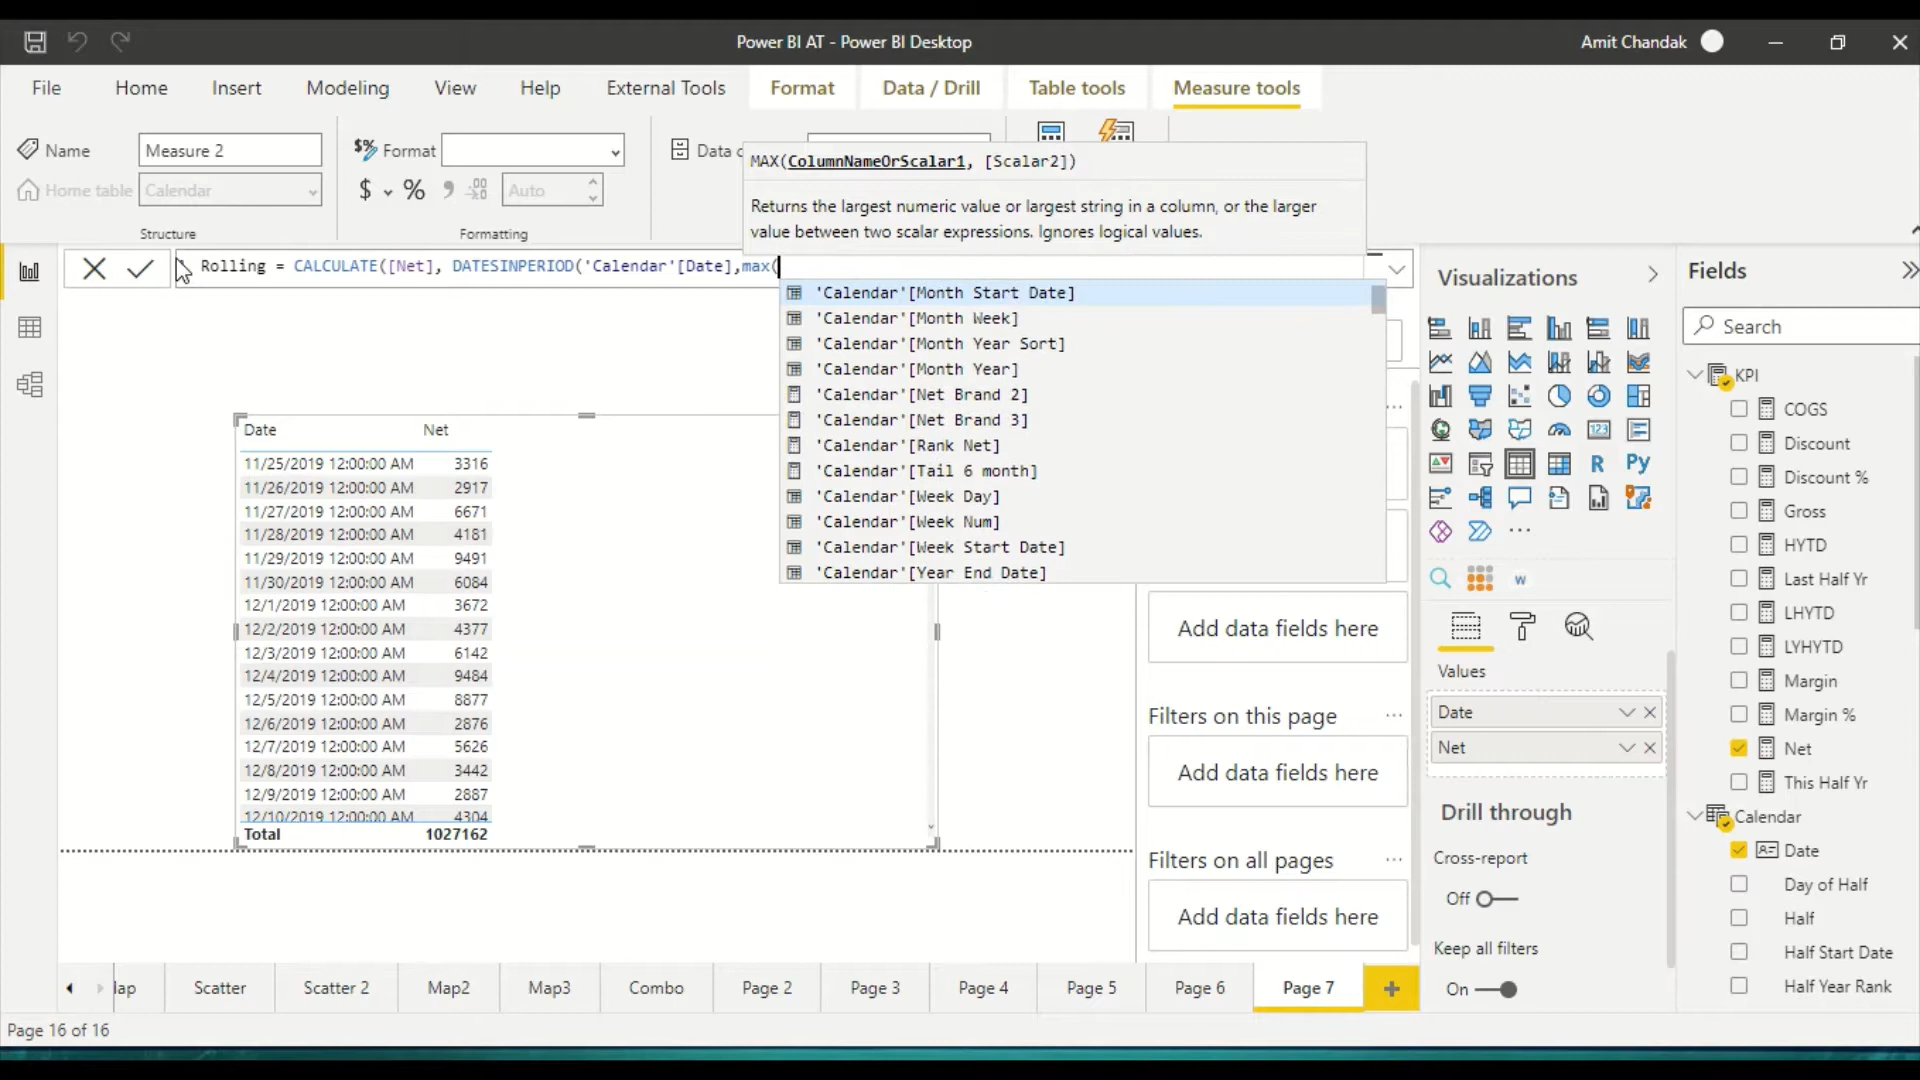 Power BI AT - Power BI Desktop
Amit Chandak
File Home Insert Modeling View Help External Tools Format Data / Drill Table tools Measure tools
Name Measure 2
Home table Calendar
Structure
$% Format
$ % Auto
Formatting
Data c
MAX(ColumnNameOrScalar1, [Scalar2])
Returns the largest numeric value or largest string in a column, or the larger
value between two scalar expressions. Ignores logical values.
Rolling = CALCULATE([Net], DATESINPERIOD('Calendar'[Date],max(
'Calendar'[Month Start Date]
'Calendar'[Month Week]
'Calendar'[Month Year Sort]
'Calendar'[Month Year]
'Calendar'[Net Brand 2]
'Calendar'[Net Brand 3]
'Calendar'[Rank Net]
'Calendar'[Tail 6 month]
'Calendar'[Week Day]
'Calendar'[Week Num]
'Calendar'[Week Start Date]
'Calendar'[Year End Date]
Date Net
11/25/2019 12:00:00 AM 3316
11/26/2019 12:00:00 AM 2917
11/27/2019 12:00:00 AM 6671
11/28/2019 12:00:00 AM 4181
11/29/2019 12:00:00 AM 9491
11/30/2019 12:00:00 AM 6084
12/1/2019 12:00:00 AM 3672
12/2/2019 12:00:00 AM 4377
12/3/2019 12:00:00 AM 6142
12/4/2019 12:00:00 AM 9484
12/5/2019 12:00:00 AM 8877
12/6/2019 12:00:00 AM 2876
12/7/2019 12:00:00 AM 5626
12/8/2019 12:00:00 AM 3442
12/9/2019 12:00:00 AM 2887
12/10/2019 12:00:00 AM 4304
Total 1027162
Add data fields here
Filters on this page
Add data fields here
Filters on all pages
Add data fields here
Visualizations
123
R
Py
W
Values
Date
Net
Drill through
Cross-report
Off
Keep all filters
On
Fields
Search
KPI
COGS
Discount
Discount %
Gross
HYTD
Last Half Yr
LHYTD
LYHYTD
Margin
Margin %
Net
This Half Yr
Calendar
Date
Day of Half
Half
Half Start Date
Half Year Rank
lap Scatter Scatter 2 Map2 Map3 Combo Page 2 Page 3 Page 4 Page 5 Page 6 Page 7 +
Page 16 of 16